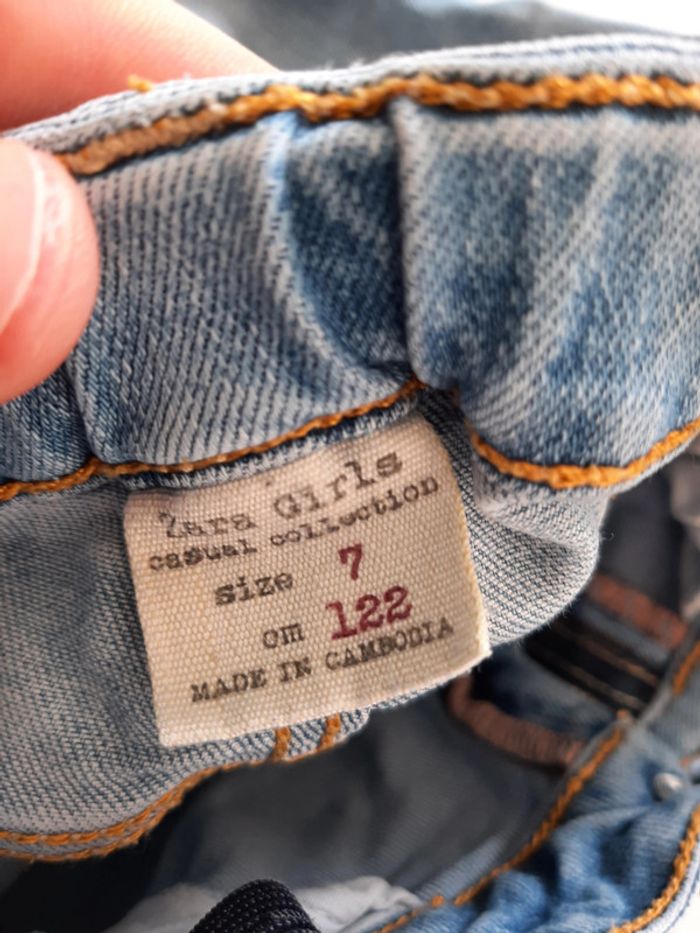 Zara Girls
casual collection
size 7
cm 122
MADE IN CAMBODIA